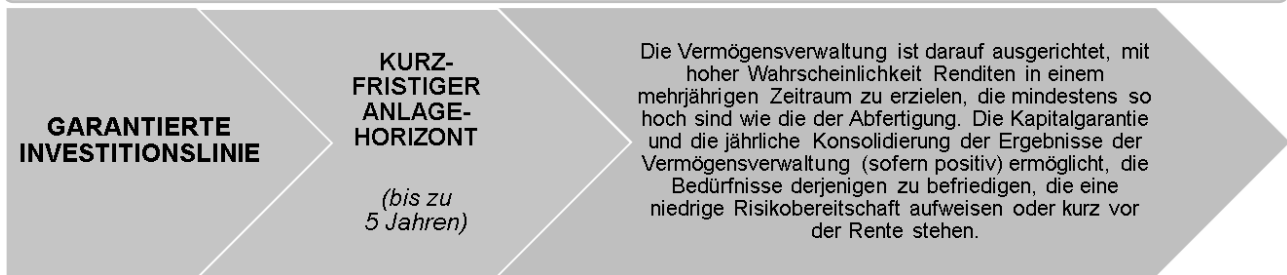 GARANTIERTE
INVESTITIONSLINIE
KURZ-
FRISTIGER
ANLAGE-
HORIZONT
(bis zu
5 Jahren)
Die Vermögensverwaltung ist darauf ausgerichtet, mit
hoher Wahrscheinlichkeit Renditen in einem
mehrjährigen Zeitraum zu erzielen, die mindestens so
hoch sind wie die der Abfertigung. Die Kapitalgarantie
und die jährliche Konsolidierung der Ergebnisse der
Vermögensverwaltung (sofern positiv) ermöglicht, die
Bedürfnisse derjenigen zu befriedigen, die eine
niedrige Risikobereitschaft aufweisen oder kurz vor
der Rente stehen.